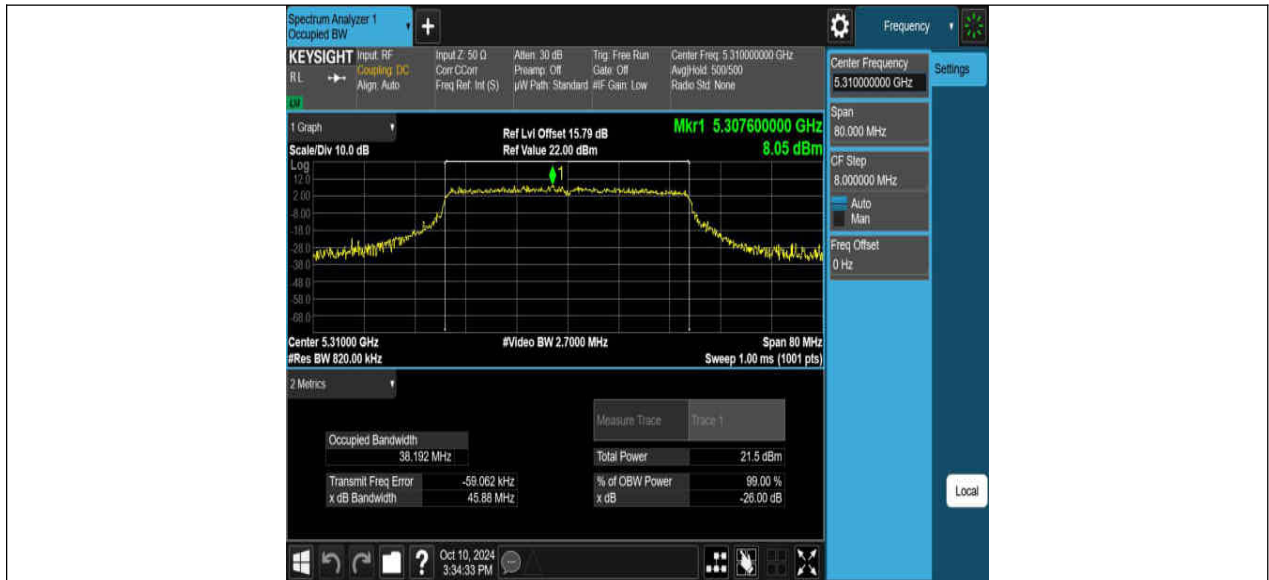 Spectrum Analyzer 1
Occupied BW
+
Frequency
KEYSIGHT
RL
LM
Input: RF
Coupling: DC
Align: Auto
Input Z: 50 Ω
Corr CCorr
Freq Ref: Int (S)
Atten: 30 dB
Preamp: Off
µW Path: Standard
Trig: Free Run
Gate: Off
#IF Gain: Low
Center Freq: 5.310000000 GHz
Avg|Hold: 500/500
Radio Std: None
Center Frequency
5.310000000 GHz
Settings
Span
80.000 MHz
CF Step
8.000000 MHz
Auto
Man
Freq Offset
0 Hz
1 Graph
Scale/Div 10.0 dB
Ref Lvl Offset 15.79 dB
Ref Value 22.00 dBm
Mkr1 5.307600000 GHz
8.05 dBm
Log
12.0
2.00
-8.00
-18.0
-28.0
-38.0
-48.0
-58.0
-68.0
1
Center 5.31000 GHz
#Res BW 820.00 kHz
#Video BW 2.7000 MHz
Span 80 MHz
Sweep 1.00 ms (1001 pts)
2 Metrics
Measure Trace Trace 1
Occupied Bandwidth
38.192 MHz
Total Power 21.5 dBm
Transmit Freq Error -59.062 kHz
% of OBW Power 99.00 %
x dB Bandwidth 45.88 MHz
x dB -26.00 dB
Local
?
Oct 10, 2024
3:34:33 PM